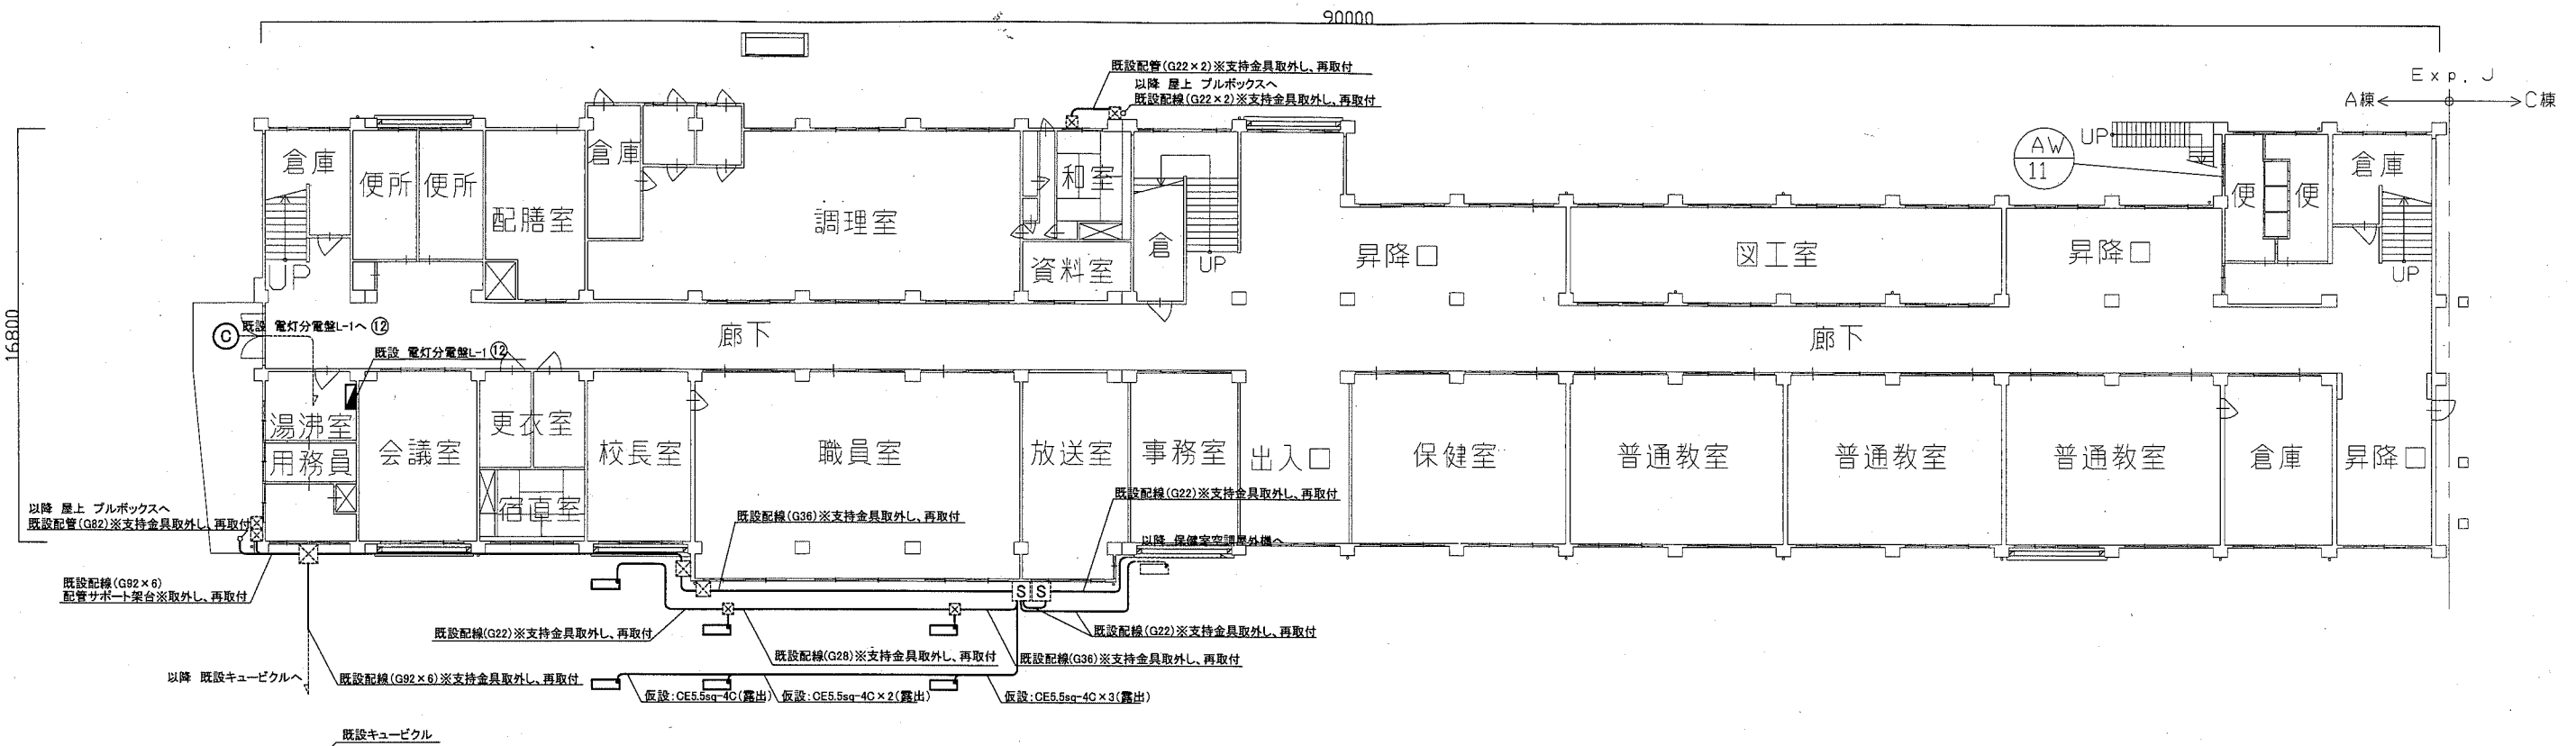 90000
Exp. J
A棟
C棟
既設配管(G22×2)※支持金具取外し、再取付
以降 屋上 プルボックスへ
既設配線(G22×2)※支持金具取外し、再取付
倉庫
便所
便所
配膳室
倉庫
調理室
和室
資料室
倉
UP
UP
昇降口
図工室
昇降口
AW
11
UP
便
便
倉庫
UP
16800
C
既設 電灯分電盤L-1へ ⑫
廊下
廊下
既設 電灯分電盤L-1 ⑫
湯沸室
用務員
会議室
更衣室
宿直室
校長室
職員室
放送室
事務室
出入口
保健室
普通教室
普通教室
普通教室
倉庫
昇降口
以降 屋上 プルボックスへ
既設配管(G82)※支持金具取外し、再取付
既設配線(G36)※支持金具取外し、再取付
既設配線(G22)※支持金具取外し、再取付
以降 保健室空調屋外機へ
既設配線(G92×6)
配管サポート架台※取外し、再取付
S
S
既設配線(G22)※支持金具取外し、再取付
既設配線(G22)※支持金具取外し、再取付
既設配線(G28)※支持金具取外し、再取付
既設配線(G36)※支持金具取外し、再取付
以降 既設キュービクルへ
既設配線(G92×6)※支持金具取外し、再取付
仮設:CE5.5sq-4C(露出)
仮設:CE5.5sq-4C×2(露出)
仮設:CE5.5sq-4C×3(露出)
既設キュービクル